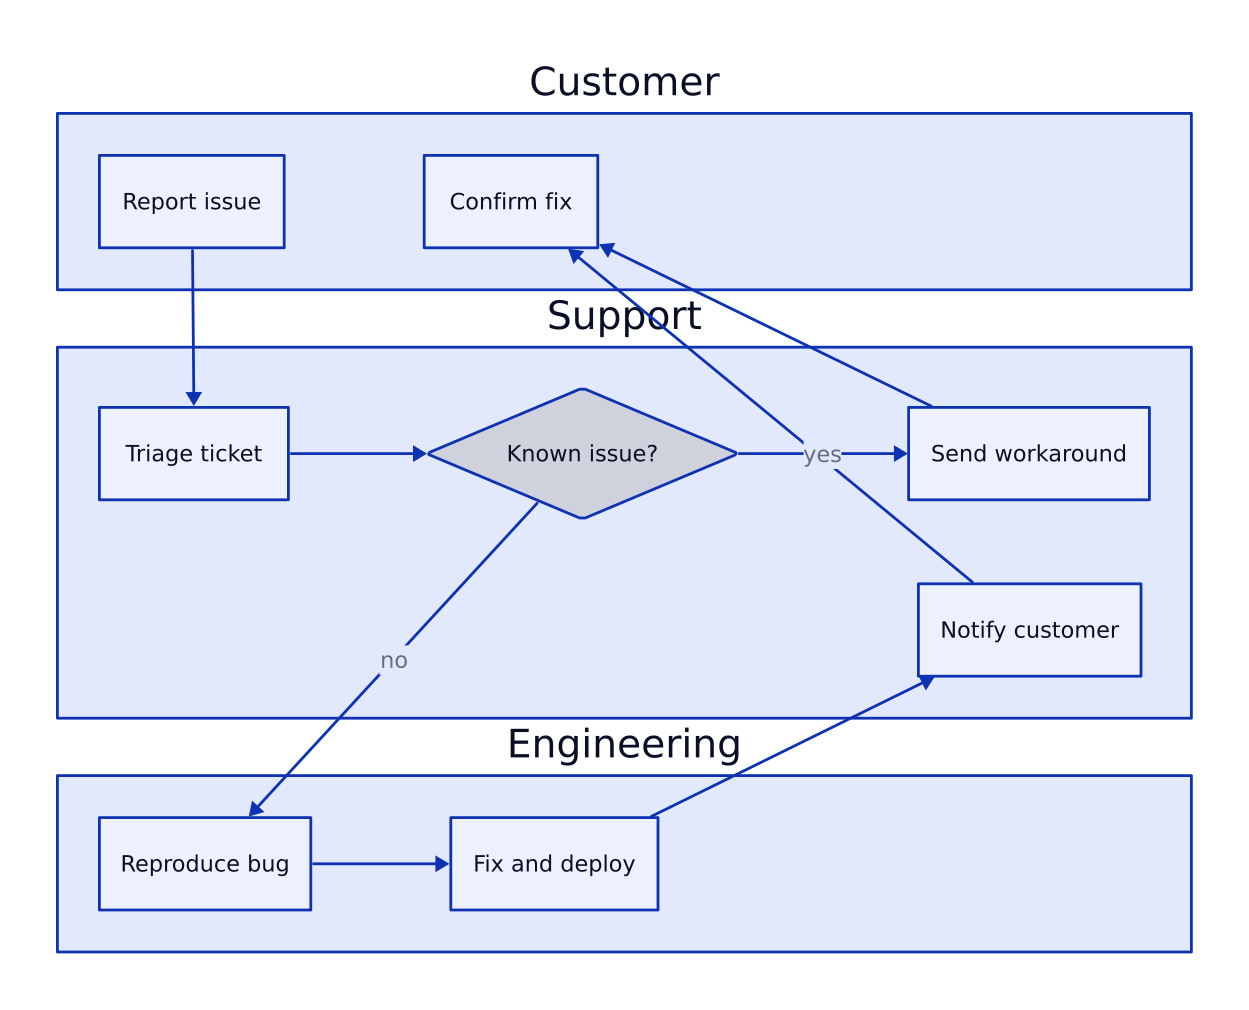 Customer
Report issue
Confirm fix
Support
Triage ticket
Known issue?
yes
Send workaround
Notify customer
no
Engineering
Reproduce bug
Fix and deploy